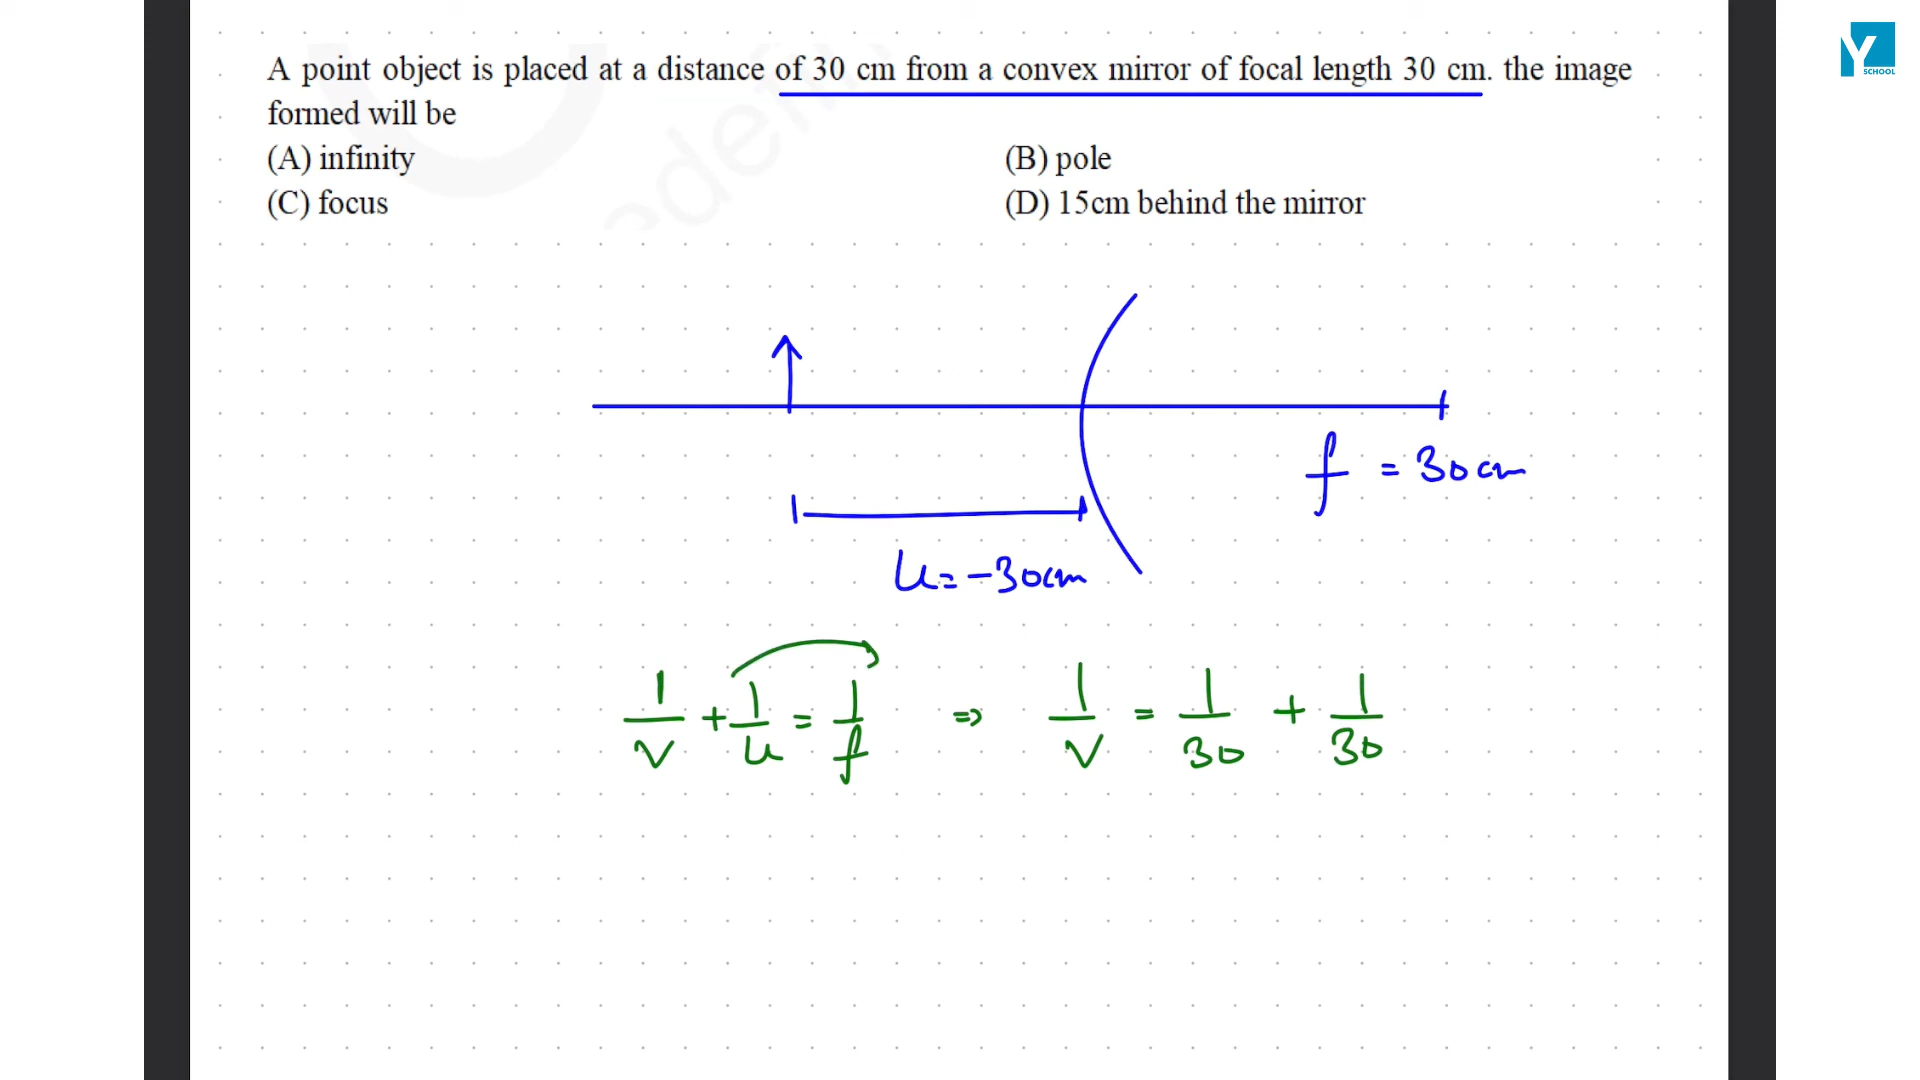 Y SCHOOL
A point object is placed at a distance of 30 cm from a convex mirror of focal length 30 cm. the image
formed will be
(A) infinity (B) pole
(C) focus (D) 15cm behind the mirror
f = 30cm
u = -30cm
1/v + 1/u = 1/f ⇒ 1/v = 1/30 + 1/30